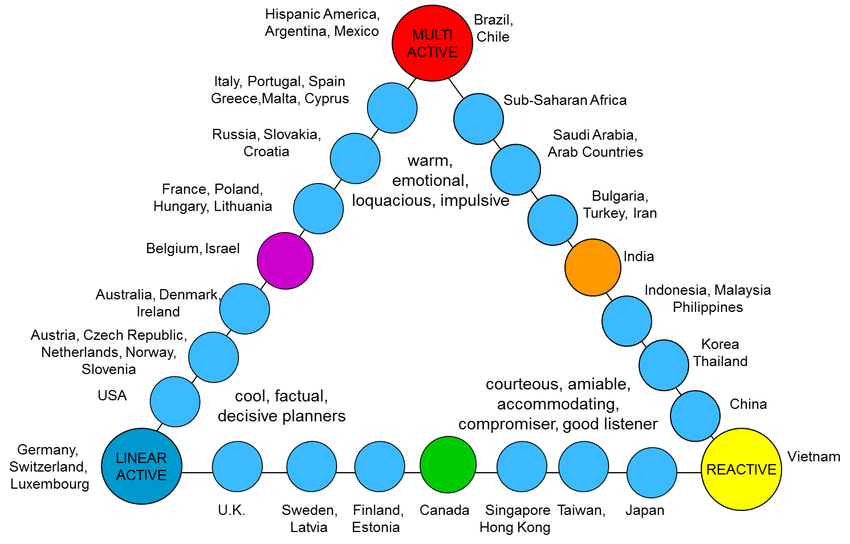 Hispanic America,
Argentina, Mexico
MULTI
ACTIVE
Brazil,
Chile
Italy, Portugal, Spain
Greece,Malta, Cyprus
Sub-Saharan Africa
Russia, Slovakia,
Croatia
Saudi Arabia,
Arab Countries
warm,
emotional,
loquacious, impulsive
France, Poland,
Hungary, Lithuania
Bulgaria,
Turkey, Iran
Belgium, Israel
India
Australia, Denmark,
Ireland
Indonesia, Malaysia
Philippines
Austria, Czech Republic,
Netherlands, Norway,
Slovenia
Korea
Thailand
USA
cool, factual,
decisive planners
courteous, amiable,
accommodating,
compromiser, good listener
China
Germany,
Switzerland,
Luxembourg
LINEAR
ACTIVE
REACTIVE
Vietnam
U.K.
Sweden,
Latvia
Finland,
Estonia
Canada
Singapore
Hong Kong
Taiwan,
Japan